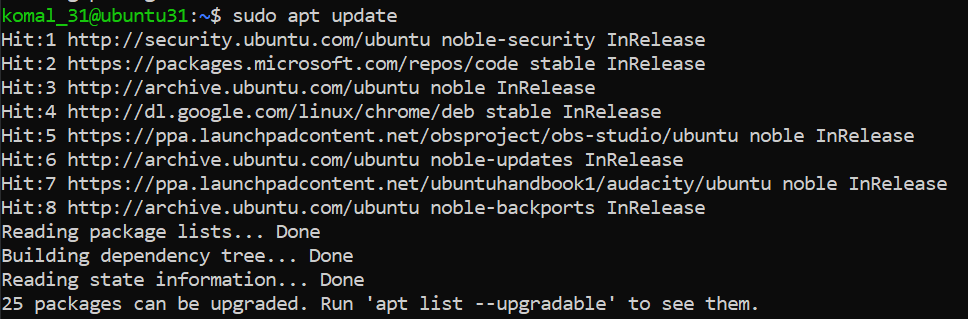 komal_31@ubuntu31:~$ sudo apt update
Hit:1 http://security.ubuntu.com/ubuntu noble-security InRelease
Hit:2 https://packages.microsoft.com/repos/code stable InRelease
Hit:3 http://archive.ubuntu.com/ubuntu noble InRelease
Hit:4 http://dl.google.com/linux/chrome/deb stable InRelease
Hit:5 https://ppa.launchpadcontent.net/obsproject/obs-studio/ubuntu noble InRelease
Hit:6 http://archive.ubuntu.com/ubuntu noble-updates InRelease
Hit:7 https://ppa.launchpadcontent.net/ubuntuhandbook1/audacity/ubuntu noble InRelease
Hit:8 http://archive.ubuntu.com/ubuntu noble-backports InRelease
Reading package lists... Done
Building dependency tree... Done
Reading state information... Done
25 packages can be upgraded. Run 'apt list --upgradable' to see them.